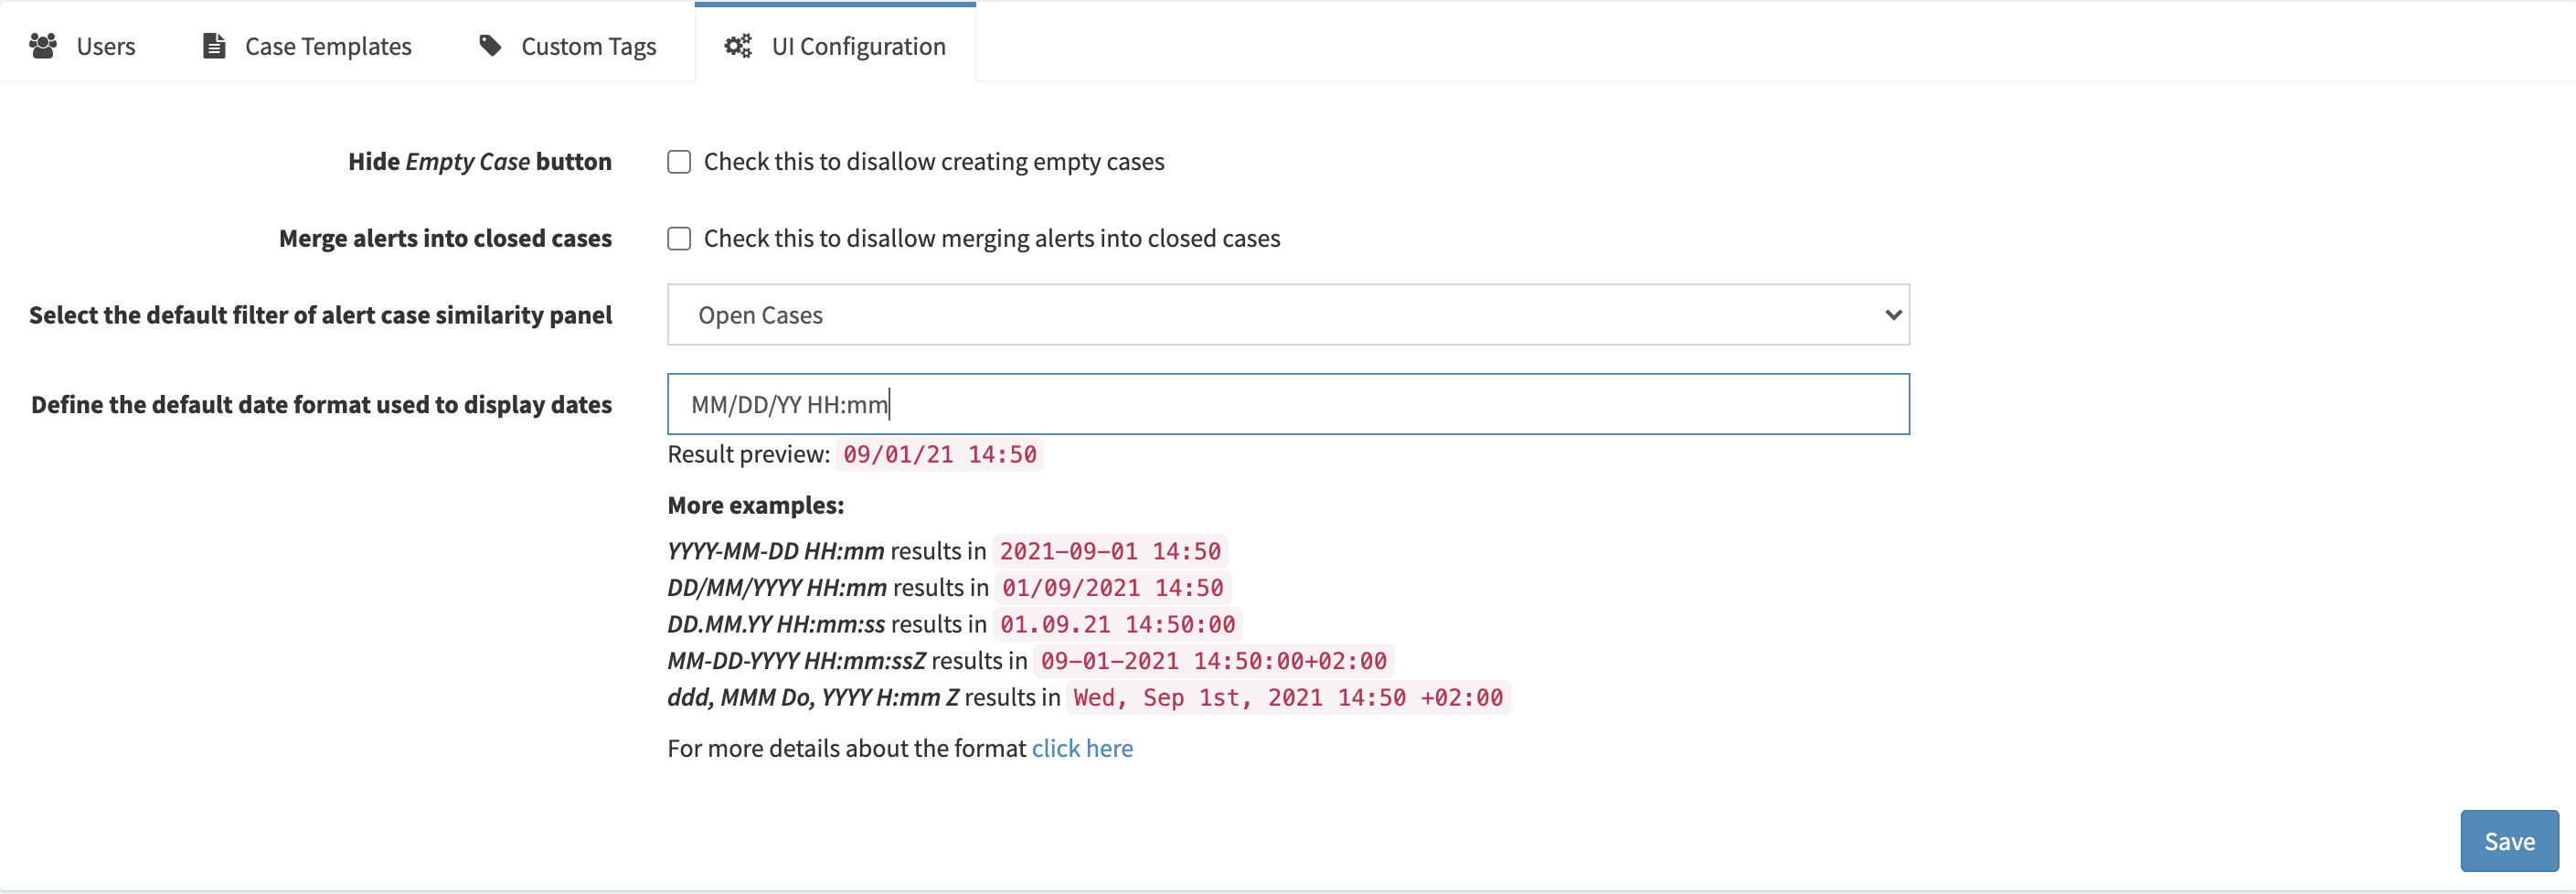 Users Case Templates Custom Tags UI Configuration
Hide Empty Case button Check this to disallow creating empty cases
Merge alerts into closed cases Check this to disallow merging alerts into closed cases
Select the default filter of alert case similarity panel Open Cases
Define the default date format used to display dates MM/DD/YY HH:mm
Result preview: 09/01/21 14:50
More examples:
YYYY-MM-DD HH:mm results in 2021-09-01 14:50
DD/MM/YYYY HH:mm results in 01/09/2021 14:50
DD.MM.YY HH:mm:ss results in 01.09.21 14:50:00
MM-DD-YYYY HH:mm:ssZ results in 09-01-2021 14:50:00+02:00
ddd, MMM Do, YYYY H:mm Z results in Wed, Sep 1st, 2021 14:50 +02:00
For more details about the format click here
Save